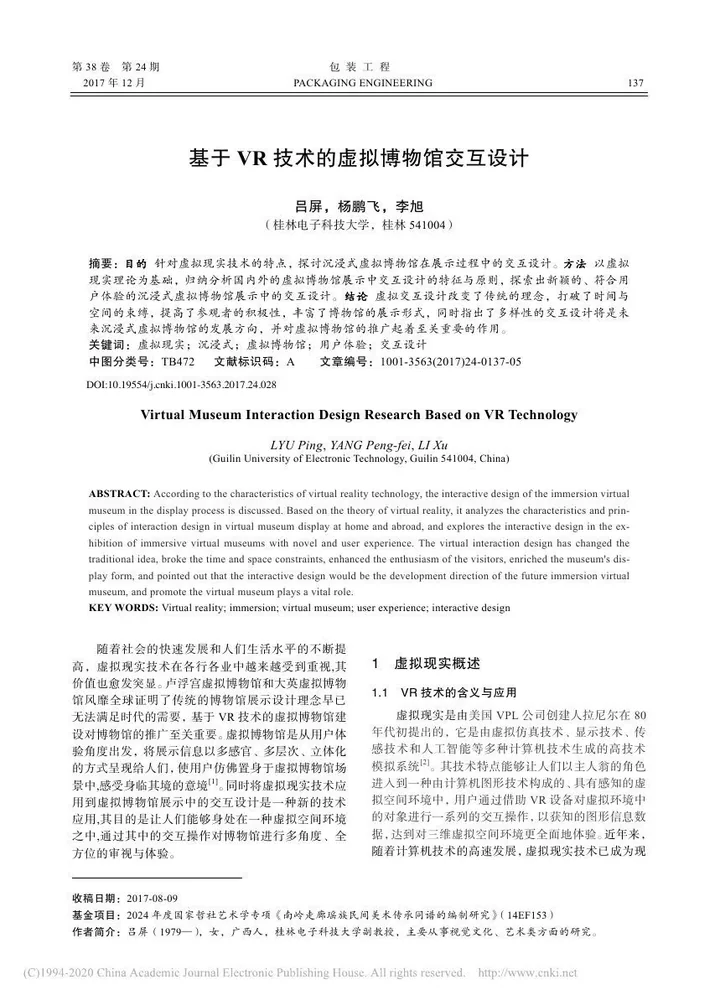 第 38 卷 第 24 期 包 装 工 程
2017 年 12 月 PACKAGING ENGINEERING 137
基于 VR 技术的虚拟博物馆交互设计
吕屏，杨鹏飞，李旭
（桂林电子科技大学，桂林 541004）
摘要：目的 针对虚拟现实技术的特点，探讨沉浸式虚拟博物馆在展示过程中的交互设计。方法 以虚拟
现实理论为基础，归纳分析国内外的虚拟博物馆展示中交互设计的特征与原则，探索出新颖的、符合用
户体验的沉浸式虚拟博物馆展示中的交互设计。结论 虚拟交互设计改变了传统的理念，打破了时间与
空间的束缚，提高了参观者的积极性，丰富了博物馆的展示形式，同时指出了多样性的交互设计将是未
来沉浸式虚拟博物馆的发展方向，并对虚拟博物馆的推广起着至关重要的作用。
关键词：虚拟现实；沉浸式；虚拟博物馆；用户体验；交互设计
中图分类号：TB472 文献标识码：A 文章编号：1001-3563(2017)24-0137-05
DOI:10.19554/j.cnki.1001-3563.2017.24.028
Virtual Museum Interaction Design Research Based on VR Technology
LYU Ping, YANG Peng-fei, LI Xu
(Guilin University of Electronic Technology, Guilin 541004, China)
ABSTRACT: According to the characteristics of virtual reality technology, the interactive design of the immersion virtual
museum in the display process is discussed. Based on the theory of virtual reality, it analyzes the characteristics and prin-
ciples of interaction design in virtual museum display at home and abroad, and explores the interactive design in the ex-
hibition of immersive virtual museums with novel and user experience. The virtual interaction design has changed the
traditional idea, broke the time and space constraints, enhanced the enthusiasm of the visitors, enriched the museum's dis-
play form, and pointed out that the interactive design would be the development direction of the future immersion virtual
museum, and promote the virtual museum plays a vital role.
KEY WORDS: Virtual reality; immersion; virtual museum; user experience; interactive design
随着社会的快速发展和人们生活水平的不断提
高，虚拟现实技术在各行各业中越来越受到重视,其
价值也愈发突显。卢浮宫虚拟博物馆和大英虚拟博物
馆风靡全球证明了传统的博物馆展示设计理念早已
无法满足时代的需要，基于 VR 技术的虚拟博物馆建
设对博物馆的推广至关重要。虚拟博物馆是从用户体
验角度出发，将展示信息以多感官、多层次、立体化
的方式呈现给人们，使用户仿佛置身于虚拟博物馆场
景中,感受身临其境的意境[1]。同时将虚拟现实技术应
用到虚拟博物馆展示中的交互设计是一种新的技术
应用,其目的是让人们能够身处在一种虚拟空间环境
之中,通过其中的交互操作对博物馆进行多角度、全
方位的审视与体验。
1 虚拟现实概述
1.1 VR 技术的含义与应用
虚拟现实是由美国 VPL 公司创建人拉尼尔在 80
年代初提出的，它是由虚拟仿真技术、显示技术、传
感技术和人工智能等多种计算机技术生成的高技术
模拟系统[2]。其技术特点能够让人们以主人翁的角色
进入到一种由计算机图形技术构成的、具有感知的虚
拟空间环境中，用户通过借助 VR 设备对虚拟环境中
的对象进行一系列的交互操作，以获知的图形信息数
据,达到对三维虚拟空间环境更全面地体验。近年来，
随着计算机技术的高速发展，虚拟现实技术已成为现
收稿日期：2017-08-09
基金项目：2024 年度国家哲社艺术学专项《南岭走廊瑶族民间美术传承同谱的编制研究》（14EF153）
作者简介：吕屏（1979—），女，广西人，桂林电子科技大学副教授，主要从事视觉文化、艺术类方面的研究。
(C)1994-2020 China Academic Journal Electronic Publishing House. All rights reserved. http://www.cnki.net